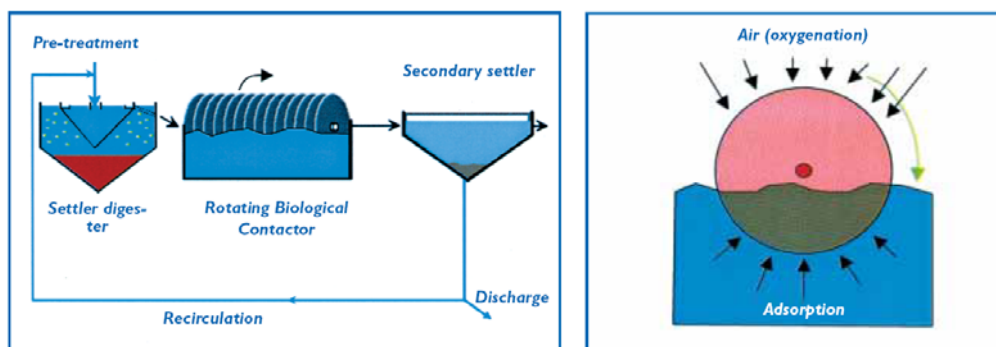 Pre-treatment
Secondary settler
Settler diges-
ter
Rotating Biological
Contactor
Discharge
Recirculation
Air (oxygenation)
Adsorption